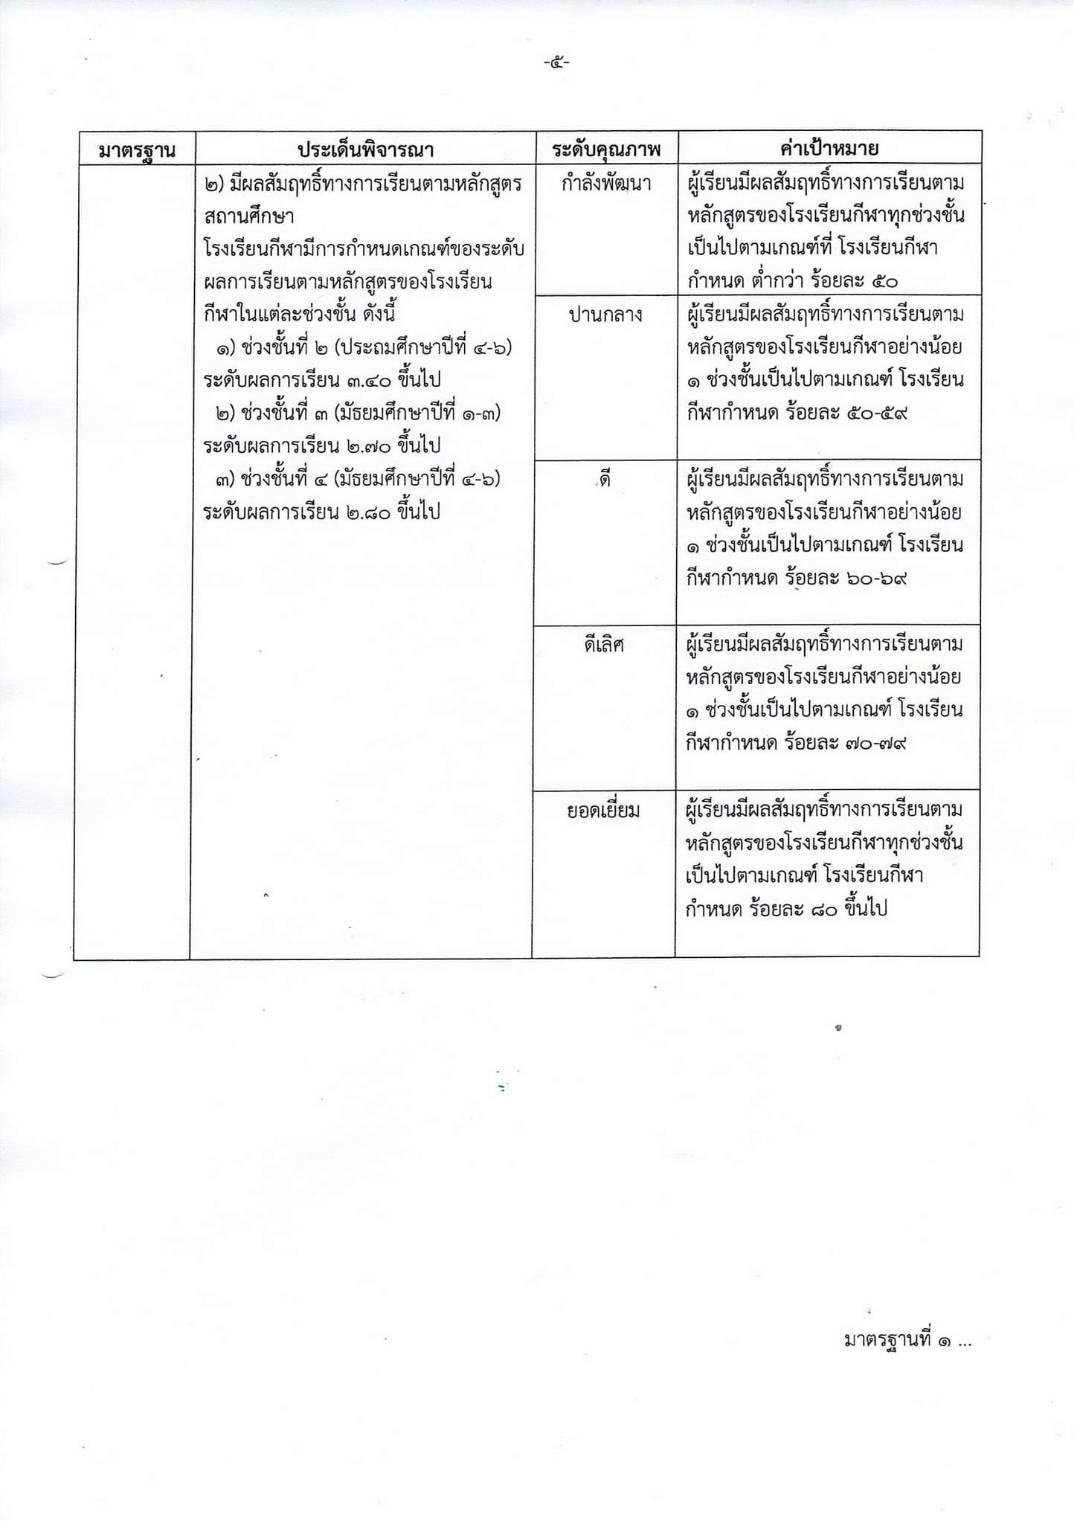 -๕-
มาตรฐาน ประเด็นพิจารณา ระดับคุณภาพ ค่าเป้าหมาย
๒) มีผลสัมฤทธิ์ทางการเรียนตามหลักสูตร
สถานศึกษา
โรงเรียนกีฬามีการกำหนดเกณฑ์ของระดับ
ผลการเรียนตามหลักสูตรของโรงเรียน
กีฬาในแต่ละช่วงชั้น ดังนี้
๑) ช่วงชั้นที่ ๒ (ประถมศึกษาปีที่ ๔-๖)
ระดับผลการเรียน ๓.๔๐ ขึ้นไป
๒) ช่วงชั้นที่ ๓ (มัธยมศึกษาปีที่ ๑-๓)
ระดับผลการเรียน ๒.๗๐ ขึ้นไป
๓) ช่วงชั้นที่ ๔ (มัธยมศึกษาปีที่ ๔-๖)
ระดับผลการเรียน ๒.๘๐ ขึ้นไป
กำลังพัฒนา
ผู้เรียนมีผลสัมฤทธิ์ทางการเรียนตาม
หลักสูตรของโรงเรียนกีฬาทุกช่วงชั้น
เป็นไปตามเกณฑ์ที่ โรงเรียนกีฬา
กำหนด ต่ำกว่า ร้อยละ ๕๐
ปานกลาง
ผู้เรียนมีผลสัมฤทธิ์ทางการเรียนตาม
หลักสูตรของโรงเรียนกีฬาอย่างน้อย
๑ ช่วงชั้นเป็นไปตามเกณฑ์ โรงเรียน
กีฬากำหนด ร้อยละ ๕๐-๕๙
ดี
ผู้เรียนมีผลสัมฤทธิ์ทางการเรียนตาม
หลักสูตรของโรงเรียนกีฬาอย่างน้อย
๑ ช่วงชั้นเป็นไปตามเกณฑ์ โรงเรียน
กีฬากำหนด ร้อยละ ๖๐-๖๙
ดีเลิศ
ผู้เรียนมีผลสัมฤทธิ์ทางการเรียนตาม
หลักสูตรของโรงเรียนกีฬาอย่างน้อย
๑ ช่วงชั้นเป็นไปตามเกณฑ์ โรงเรียน
กีฬากำหนด ร้อยละ ๗๐-๗๙
ยอดเยี่ยม
ผู้เรียนมีผลสัมฤทธิ์ทางการเรียนตาม
หลักสูตรของโรงเรียนกีฬาทุกช่วงชั้น
เป็นไปตามเกณฑ์ โรงเรียนกีฬา
กำหนด ร้อยละ ๘๐ ขึ้นไป
มาตรฐานที่ ๑ ...